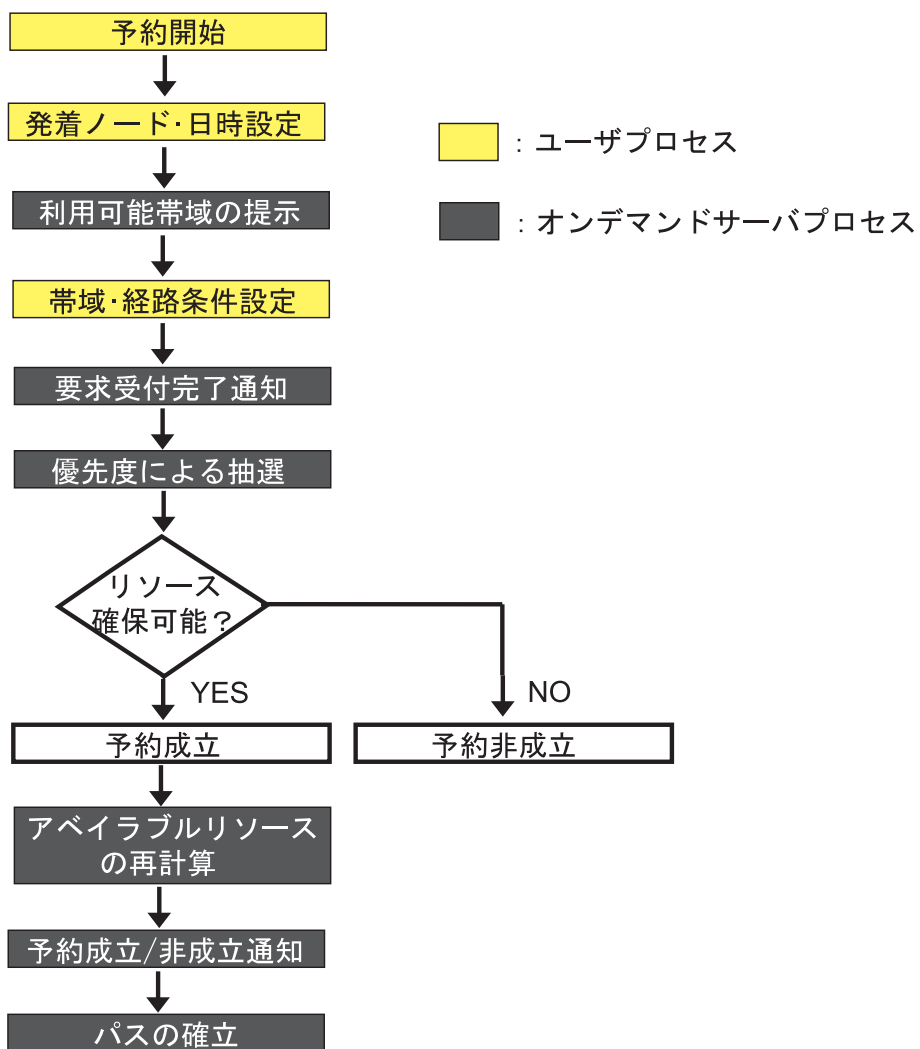 予約開始
発着ノード･日時設定
: ユーザプロセス
利用可能帯域の提示
: オンデマンドサーバプロセス
帯域･経路条件設定
要求受付完了通知
優先度による抽選
リソース
確保可能？
YES
NO
予約成立
予約非成立
アベイラブルリソース
の再計算
予約成立/非成立通知
パスの確立